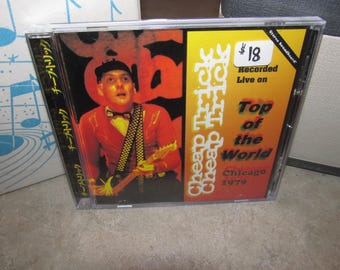 チープ・トリック
チープ・トリック
Cheap Trick
Cheap Trick
18
Recorded
Live on
Top
of the
World
Chicago
1979